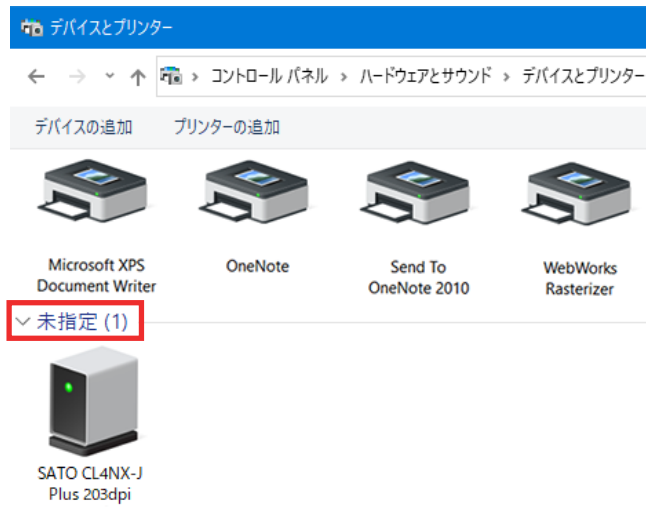 デバイスとプリンター
コントロール パネル › ハードウェアとサウンド › デバイスとプリンター
デバイスの追加 プリンターの追加
Microsoft XPS
Document Writer
OneNote
Send To
OneNote 2010
WebWorks
Rasterizer
未指定 (1)
SATO CL4NX-J
Plus 203dpi